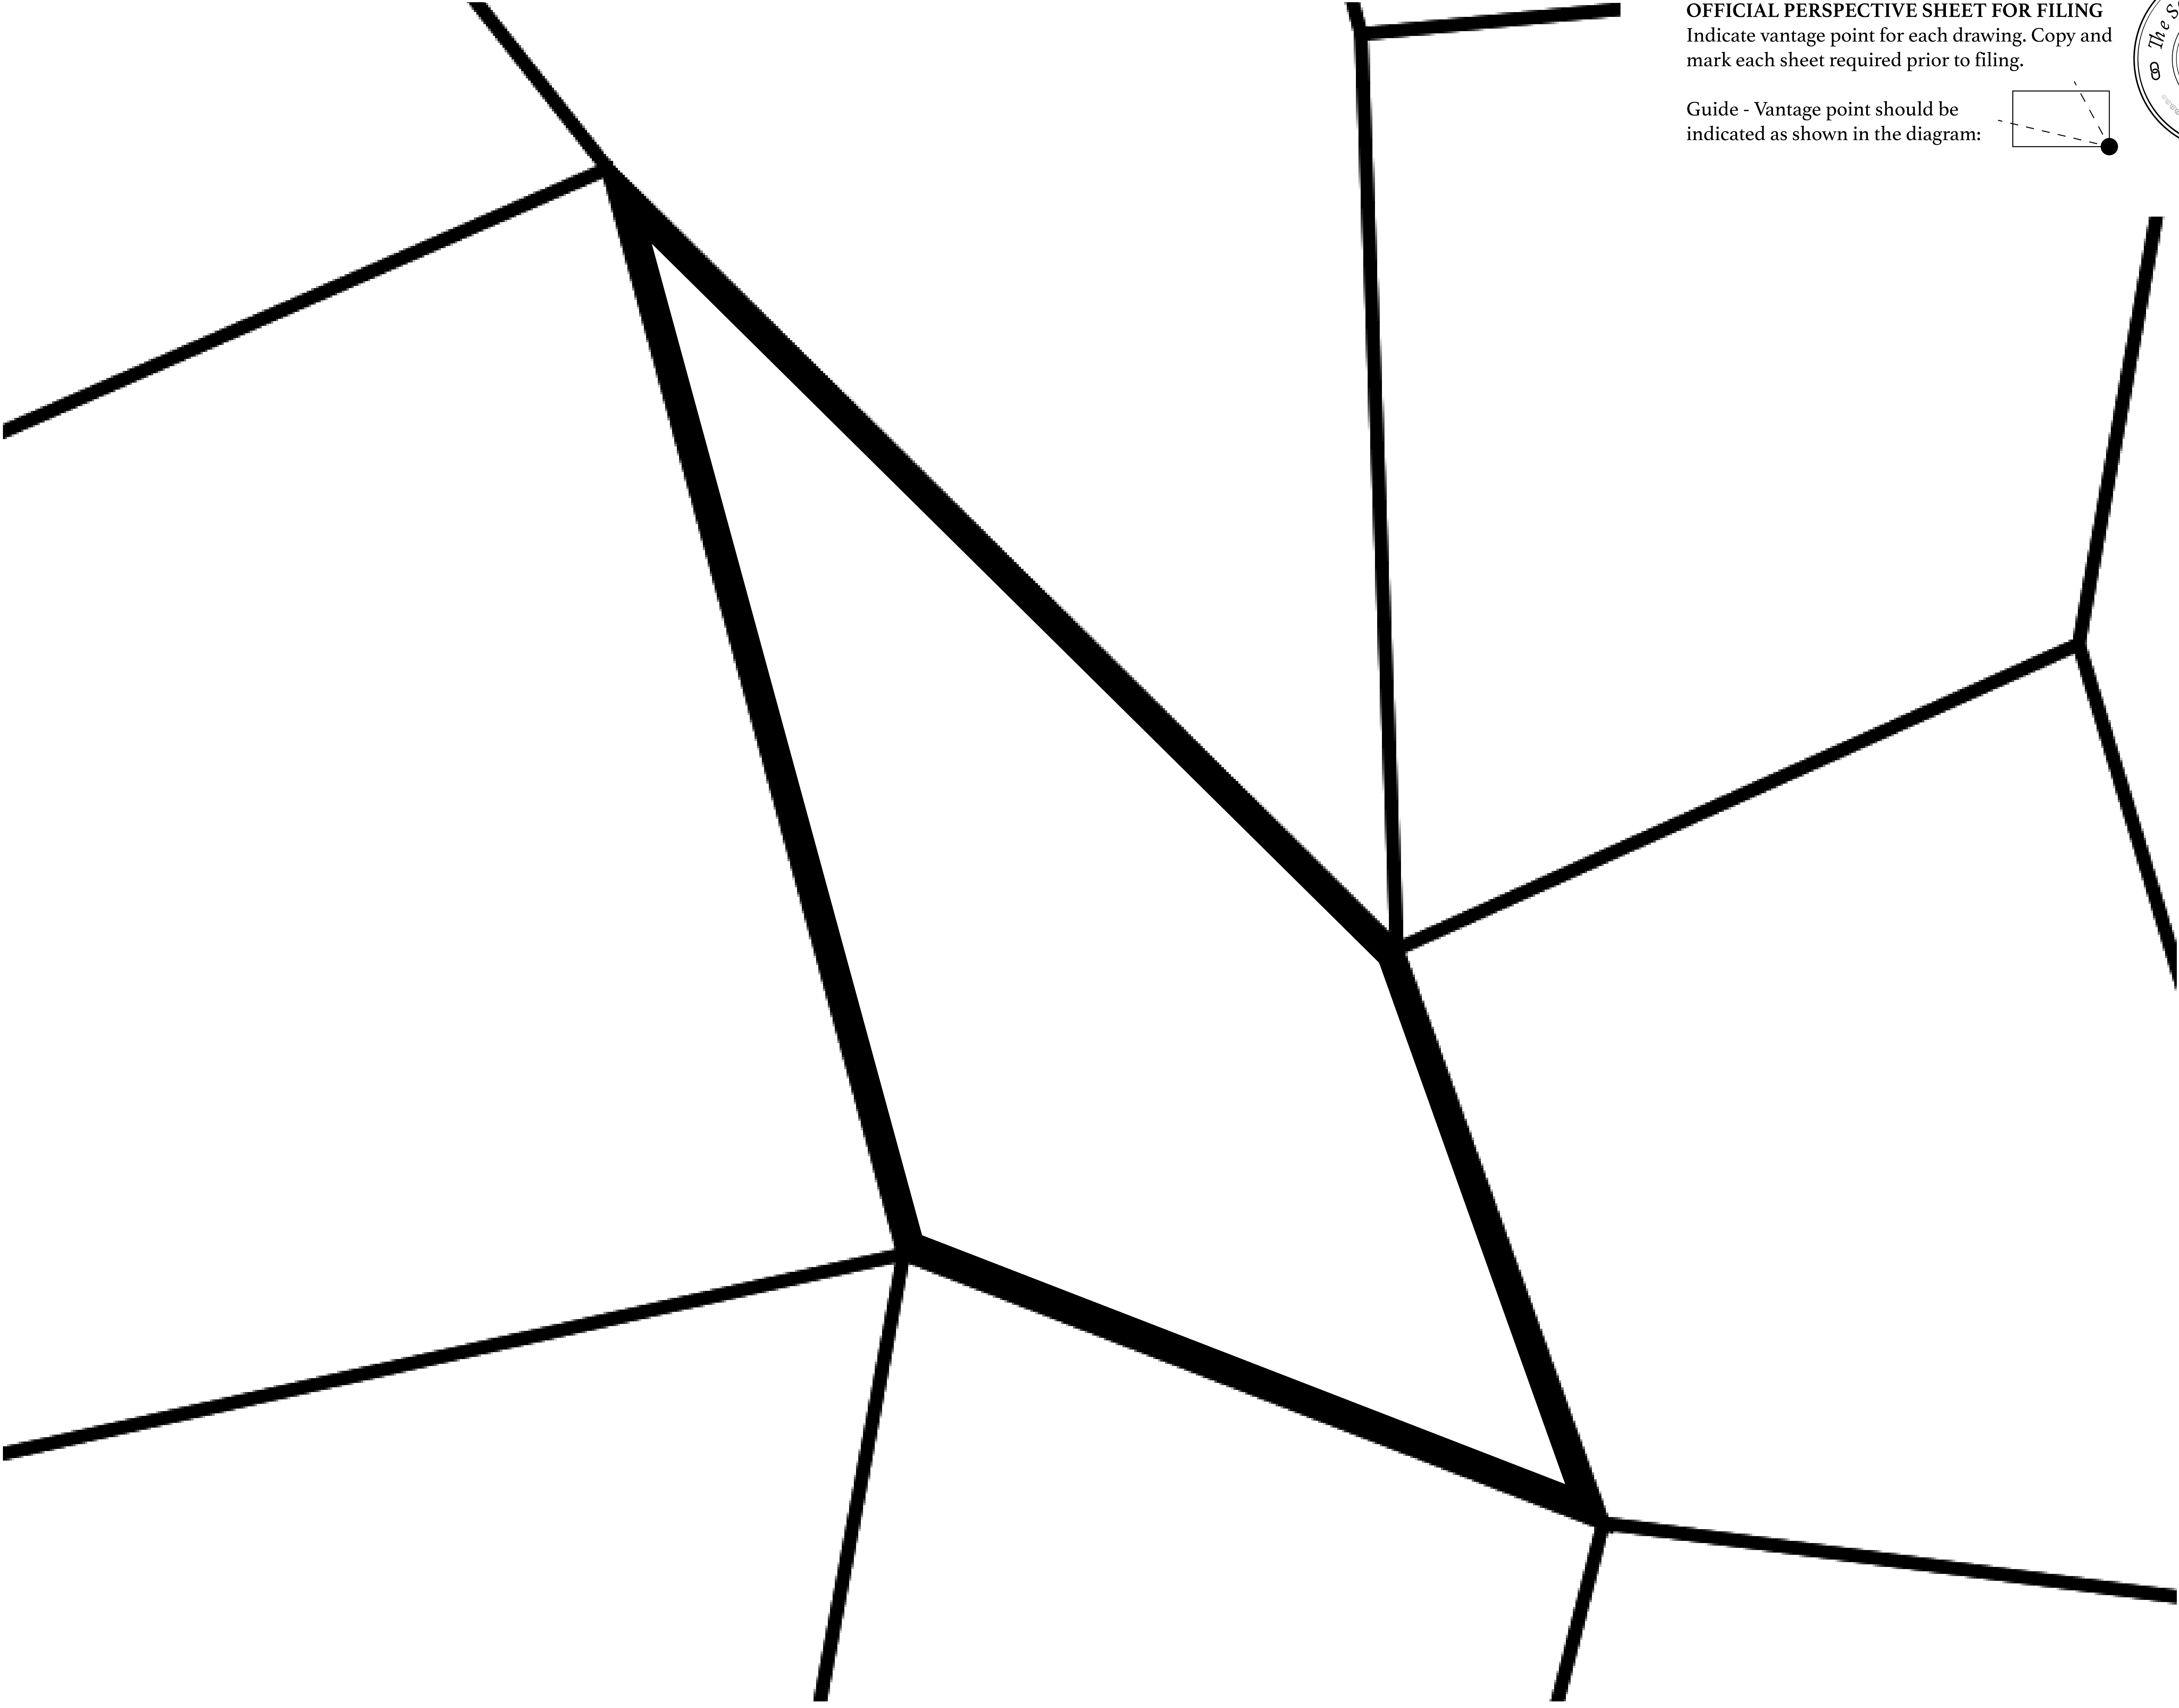 OFFICIAL PERSPECTIVE SHEET FOR FILING
Indicate vantage point for each drawing. Copy and
mark each sheet required prior to filing.
Guide - Vantage point should be
indicated as shown in the diagram:
The